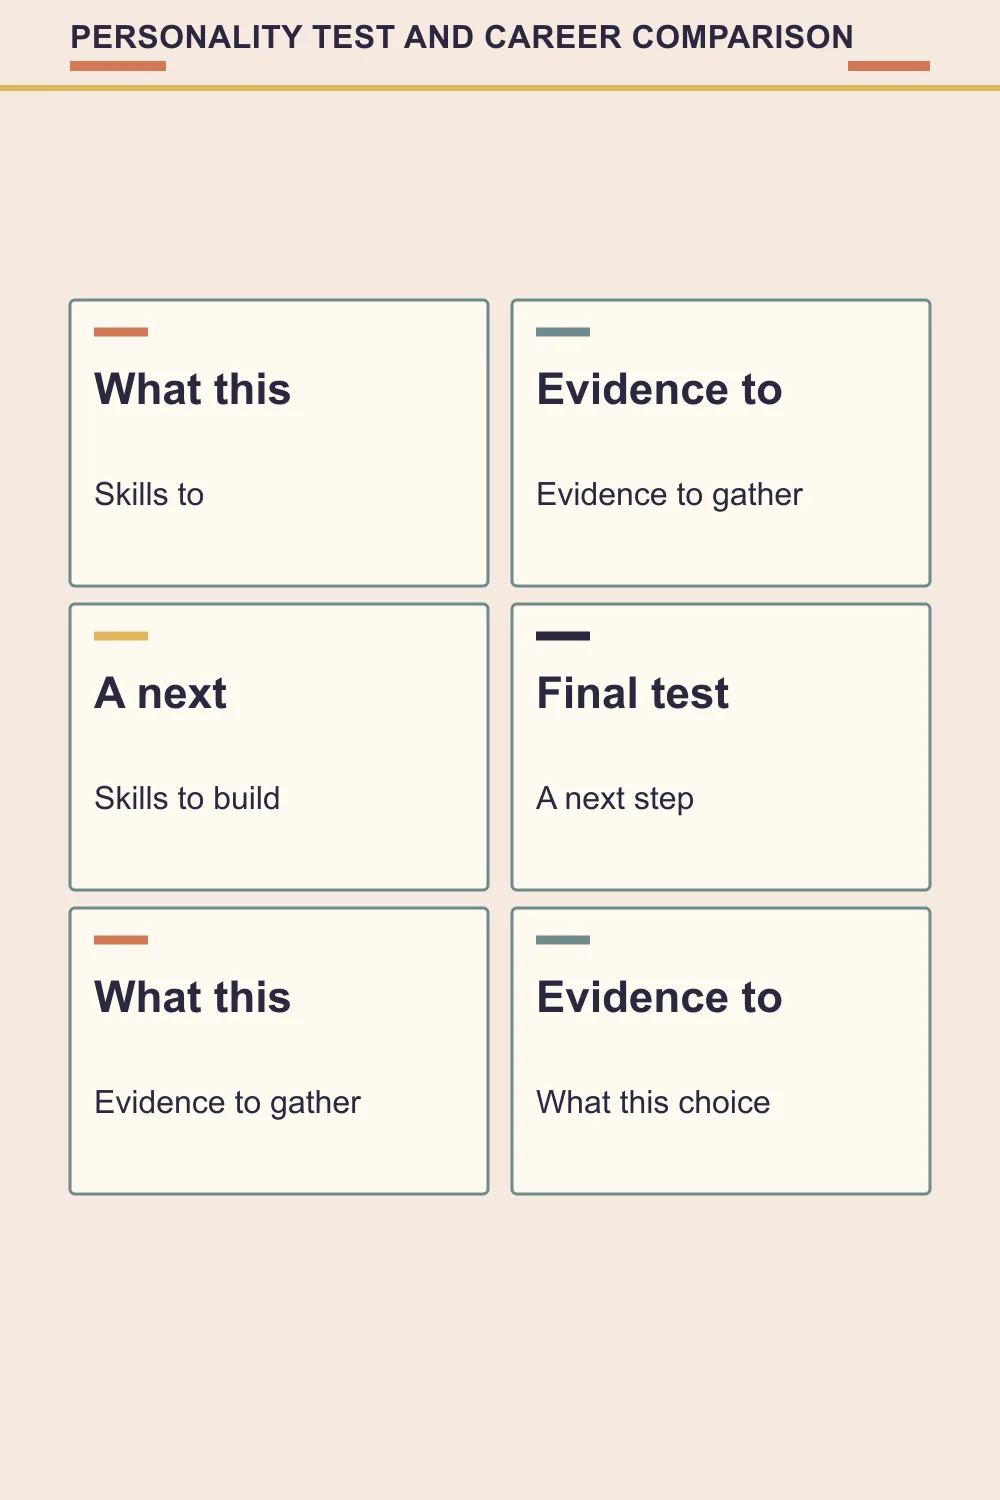 PERSONALITY TEST AND CAREER COMPARISON
What this
Skills to
Evidence to
Evidence to gather
A next
Skills to build
Final test
A next step
What this
Evidence to gather
Evidence to
What this choice